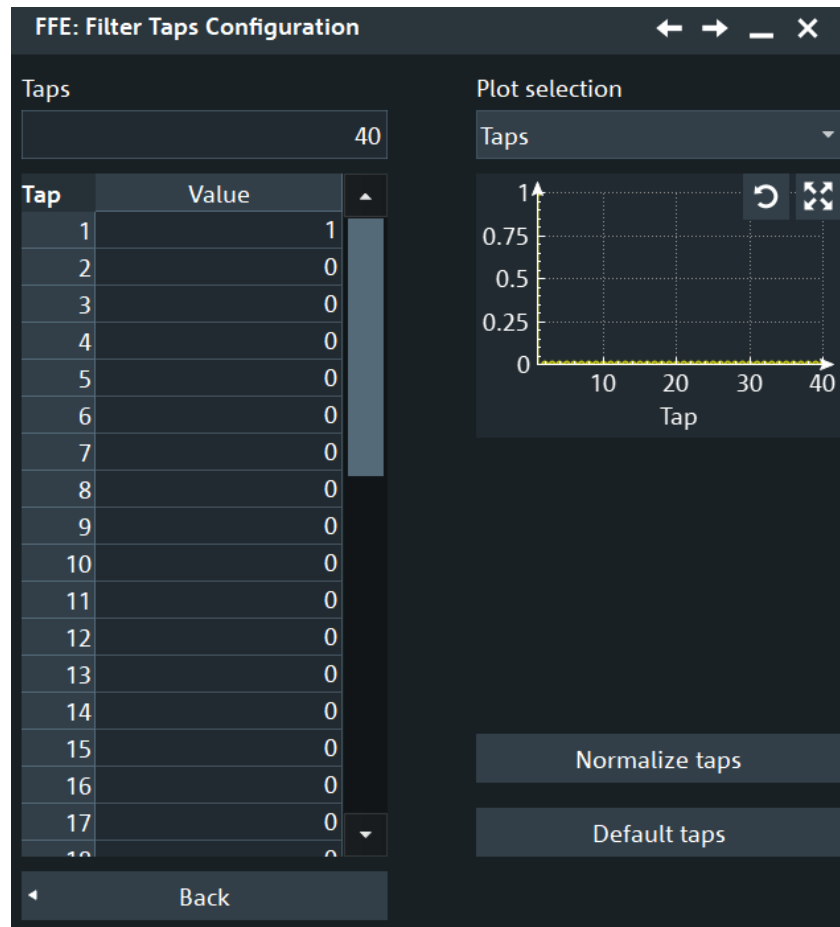 FFE: Filter Taps Configuration
Taps
40
Tap Value
1 1
2 0
3 0
4 0
5 0
6 0
7 0
8 0
9 0
10 0
11 0
12 0
13 0
14 0
15 0
16 0
17 0
Back
Plot selection
Taps
1
0.75
0.5
0.25
0
10 20 30 40
Tap
Normalize taps
Default taps